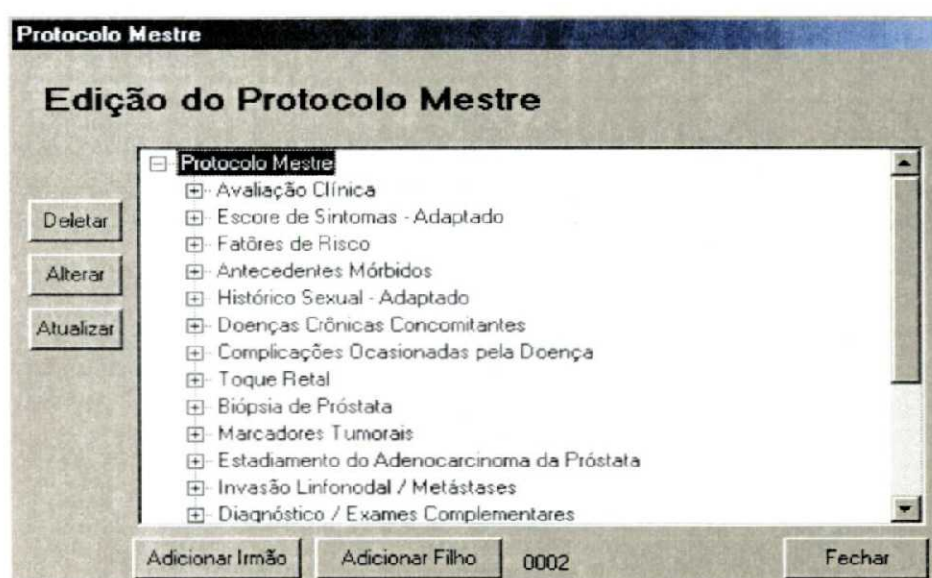 Protocolo Mestre
Edição do Protocolo Mestre
Protocolo Mestre
Avaliação Clínica
Escore de Sintomas - Adaptado
Fatôres de Risco
Antecedentes Mórbidos
Histórico Sexual - Adaptado
Doenças Crônicas Concomitantes
Complicações Ocasionadas pela Doença
Toque Retal
Biópsia de Próstata
Marcadores Tumorais
Estadiamento do Adenocarcinoma da Próstata
Invasão Linfonodal / Metástases
Diagnóstico / Exames Complementares
Deletar
Alterar
Atualizar
Adicionar Irmão
Adicionar Filho
0002
Fechar